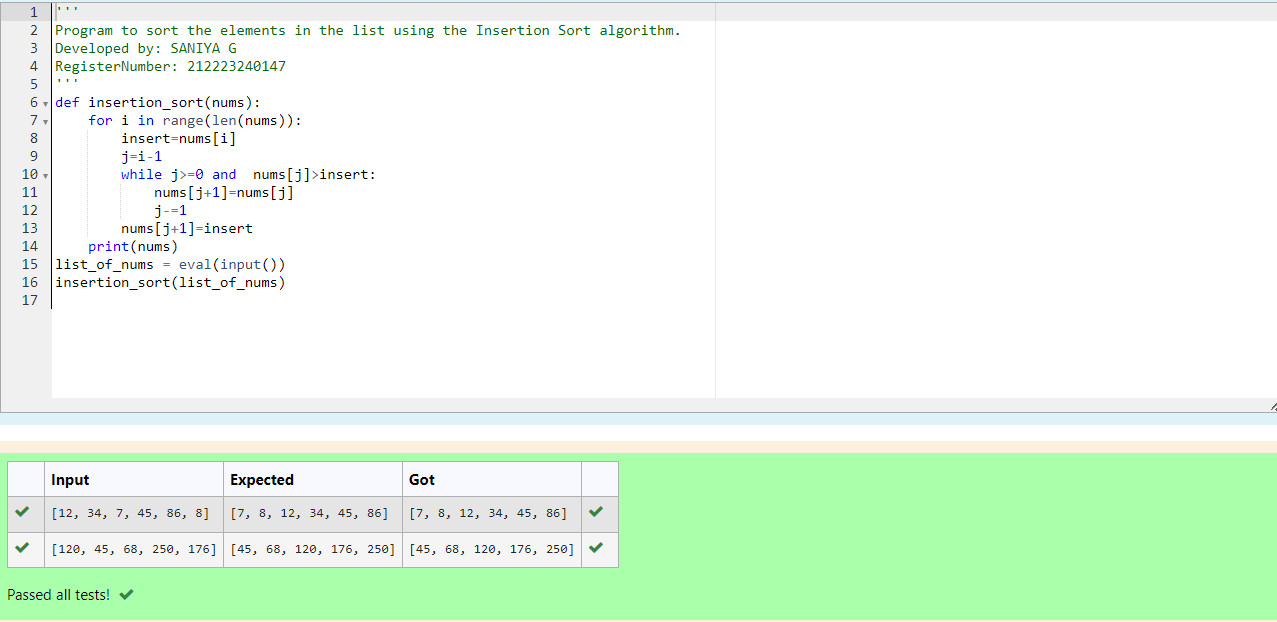 1 '''
2 Program to sort the elements in the list using the Insertion Sort algorithm.
3 Developed by: SANIYA G
4 RegisterNumber: 212223240147
5 '''
6 def insertion_sort(nums):
7     for i in range(len(nums)):
8         insert=nums[i]
9         j=i-1
10         while j>=0 and  nums[j]>insert:
11             nums[j+1]=nums[j]
12             j-=1
13         nums[j+1]=insert
14     print(nums)
15 list_of_nums = eval(input())
16 insertion_sort(list_of_nums)
17
Input Expected Got
[12, 34, 7, 45, 86, 8] [7, 8, 12, 34, 45, 86] [7, 8, 12, 34, 45, 86]
[120, 45, 68, 250, 176] [45, 68, 120, 176, 250] [45, 68, 120, 176, 250]
Passed all tests!